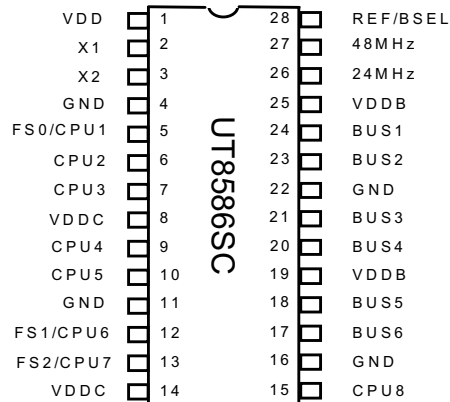 VDD 1 28 REF/BSEL
X1 2 27 48MHz
X2 3 26 24MHz
GND 4 25 VDDB
FS0/CPU1 5 24 BUS1
CPU2 6 23 BUS2
CPU3 7 22 GND
VDDC 8 21 BUS3
CPU4 9 20 BUS4
CPU5 10 19 VDDB
GND 11 18 BUS5
FS1/CPU6 12 17 BUS6
FS2/CPU7 13 16 GND
VDDC 14 15 CPU8
UT8586SC